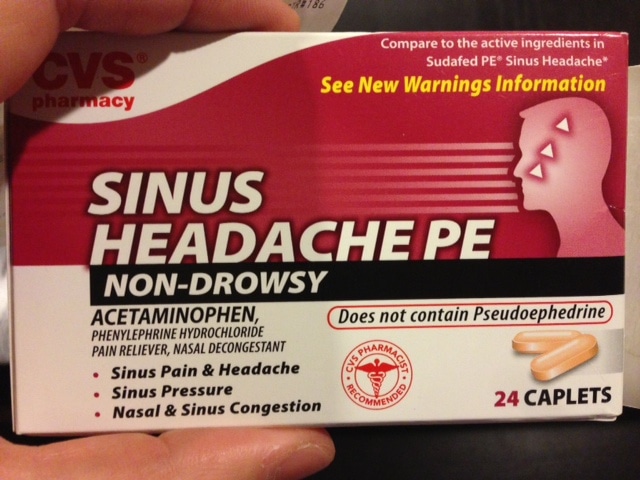 #186
CVS®
pharmacy
Compare to the active ingredients in
Sudafed PE® Sinus Headache*
See New Warnings Information
SINUS
HEADACHE PE
NON-DROWSY
ACETAMINOPHEN,
PHENYLEPHRINE HYDROCHLORIDE
PAIN RELIEVER, NASAL DECONGESTANT
• Sinus Pain & Headache
• Sinus Pressure
• Nasal & Sinus Congestion
Does not contain Pseudoephedrine
CVS PHARMACIST
RECOMMENDED
24 CAPLETS